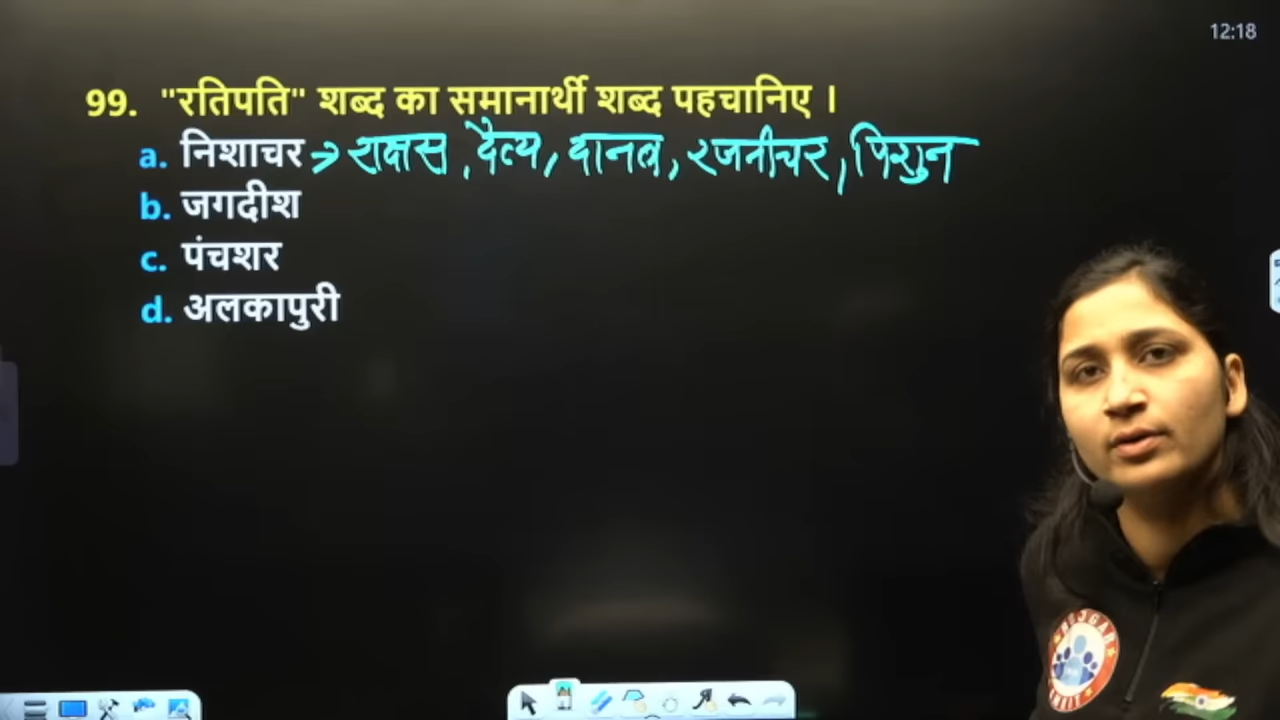 12:18
99. "रतिपति" शब्द का समानार्थी शब्द पहचानिए ।
a. निशाचर → राक्षस, दैत्य, दानव, रजनीचर, पिशुन
b. जगदीश
c. पंचशर
d. अलकापुरी